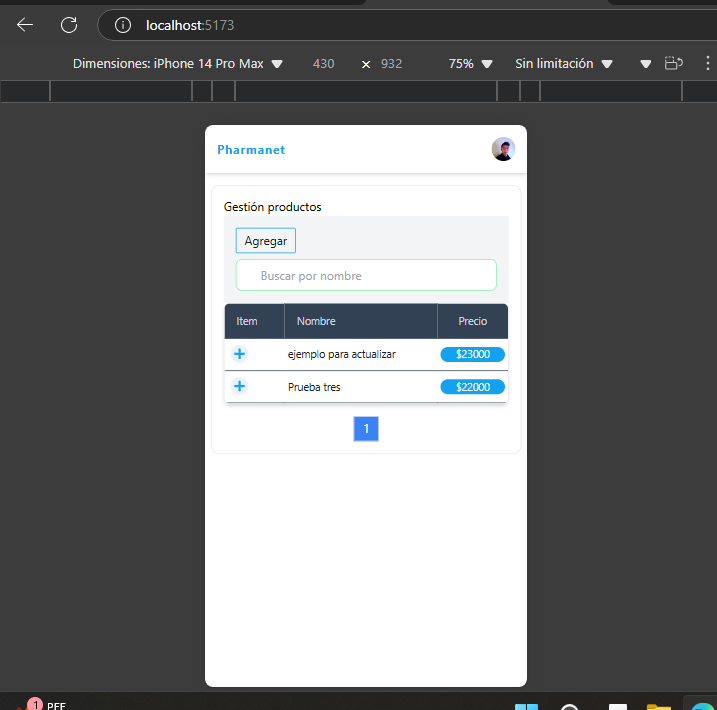 localhost:5173
Dimensiones: iPhone 14 Pro Max 430 × 932 75% Sin limitación
Pharmanet
Gestión productos
Agregar
Buscar por nombre
Item Nombre Precio
+ ejemplo para actualizar $23000
+ Prueba tres $22000
1
1 PFF